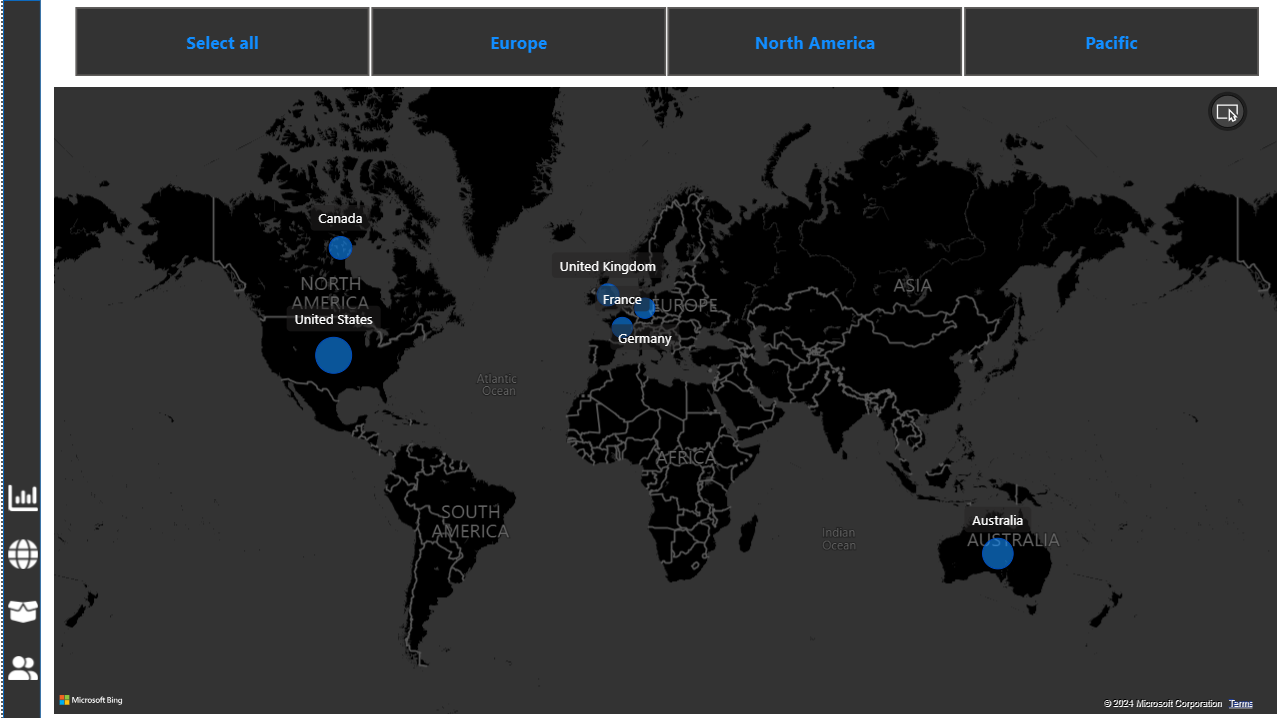 Select all
Europe
North America
Pacific
Canada
United Kingdom
NORTH
AMERICA
ASIA
France
EUROPE
United States
Germany
Atlantic
Ocean
AFRICA
SOUTH
AMERICA
Australia
AUSTRALIA
Indian
Ocean
Microsoft Bing
© 2024 Microsoft Corporation Terms